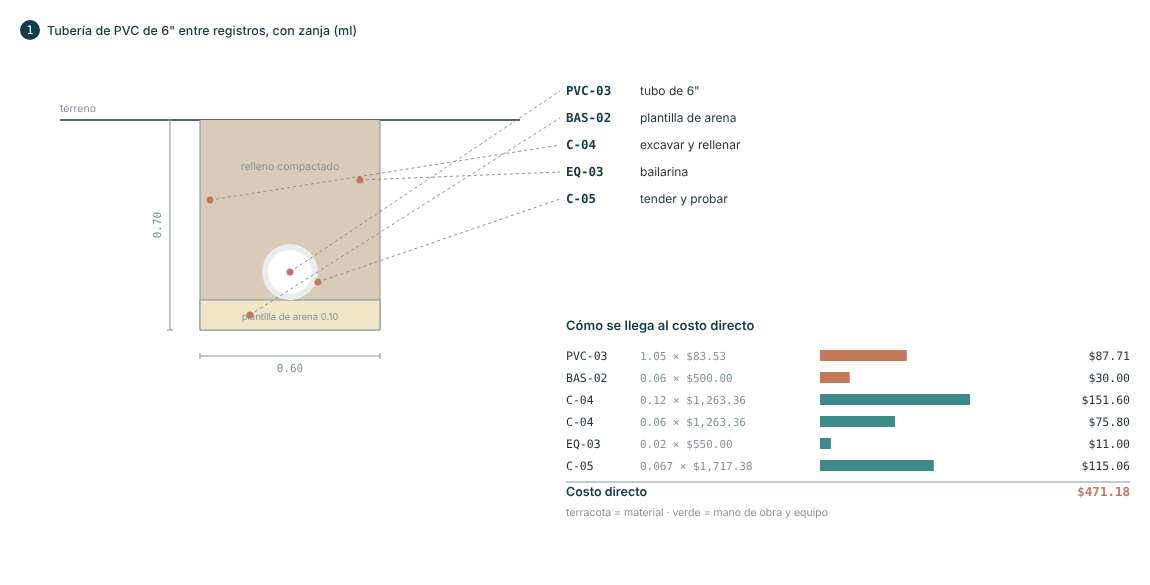 1 Tubería de PVC de 6" entre registros, con zanja (ml)
terreno
relleno compactado
0.70
plantilla de arena 0.10
0.60
PVC-03 tubo de 6"
BAS-02 plantilla de arena
C-04 excavar y rellenar
EQ-03 bailarina
C-05 tender y probar
Cómo se llega al costo directo
PVC-03 1.05 × $83.53 $87.71
BAS-02 0.06 × $500.00 $30.00
C-04 0.12 × $1,263.36 $151.60
C-04 0.06 × $1,263.36 $75.80
EQ-03 0.02 × $550.00 $11.00
C-05 0.067 × $1,717.38 $115.06
Costo directo $471.18
terracota = material · verde = mano de obra y equipo